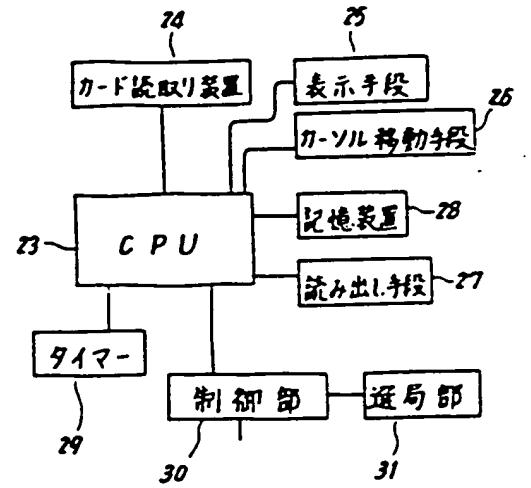 24
カード読取り装置
25
表示手段
26
カーソル移動手段
23
CPU
記憶装置
28
読み出し手段
27
タイマー
29
制御部
30
選局部
31